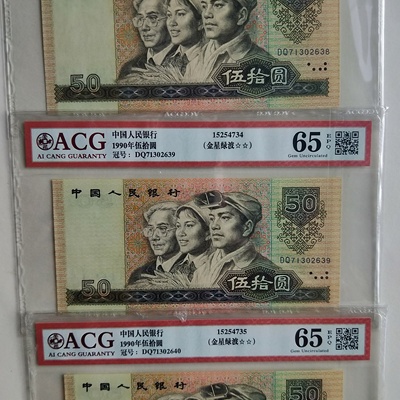 DQ71302638
50
伍拾圆
ACG
AI CANG GUARANTY
中国人民银行
1990年伍拾圆
冠号： DQ71302639
15254734
（金星绿波☆☆）
65 EPQ
Gem Uncirculated
中国人民银行
50
DQ71302639
50
伍拾圆
ACG
AI CANG GUARANTY
中国人民银行
1990年伍拾圆
冠号： DQ71302640
15254735
（金星绿波☆☆）
65 EPQ
Gem Uncirculated
中国人民银行
50